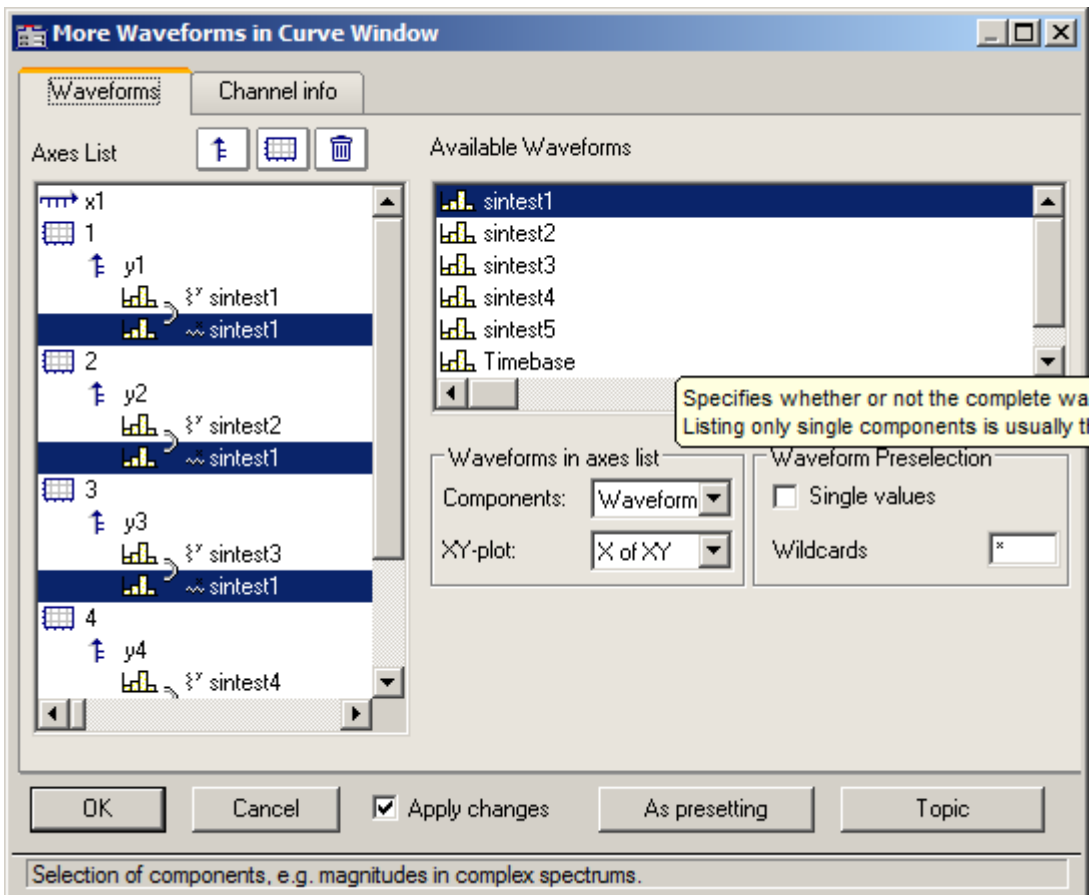 More Waveforms in Curve Window
Waveforms
Channel info
Axes List
x1
1
y1
sintest1
sintest1
2
y2
sintest2
sintest1
3
y3
sintest3
sintest1
4
y4
sintest4
Available Waveforms
sintest1
sintest2
sintest3
sintest4
sintest5
Timebase
Specifies whether or not the complete wa
Listing only single components is usually t
Waveforms in axes list
Components: Waveform
XY-plot: X of XY
Waveform Preselection
Single values
Wildcards *
OK
Cancel
Apply changes
As presetting
Topic
Selection of components, e.g. magnitudes in complex spectrums.